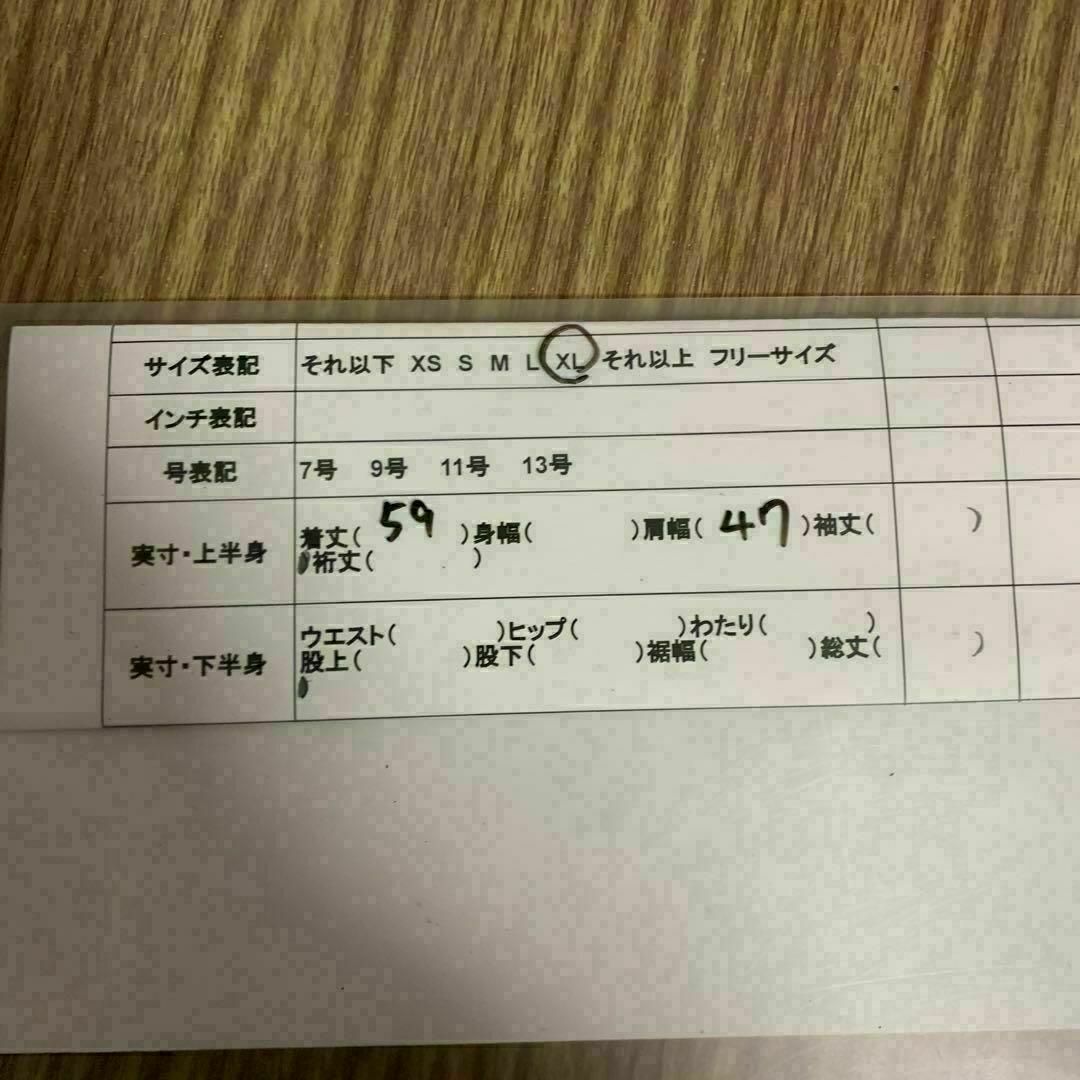 サイズ表記 それ以下 XS S M L XL それ以上 フリーサイズ
インチ表記
号表記 7号 9号 11号 13号
実寸・上半身 着丈( 59 )身幅( )肩幅( 47 )袖丈( )
裄丈( )
実寸・下半身 ウエスト( )ヒップ( )わたり( )
股上( )股下( )裾幅( )総丈( )